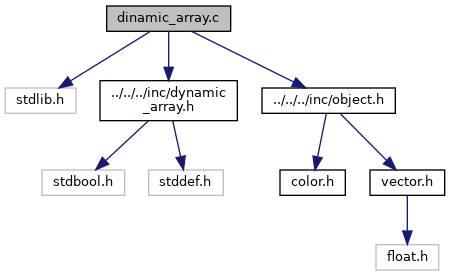 dinamic_array.c
stdlib.h
../../../inc/dynamic
_array.h
../../../inc/object.h
stdbool.h
stddef.h
color.h
vector.h
float.h